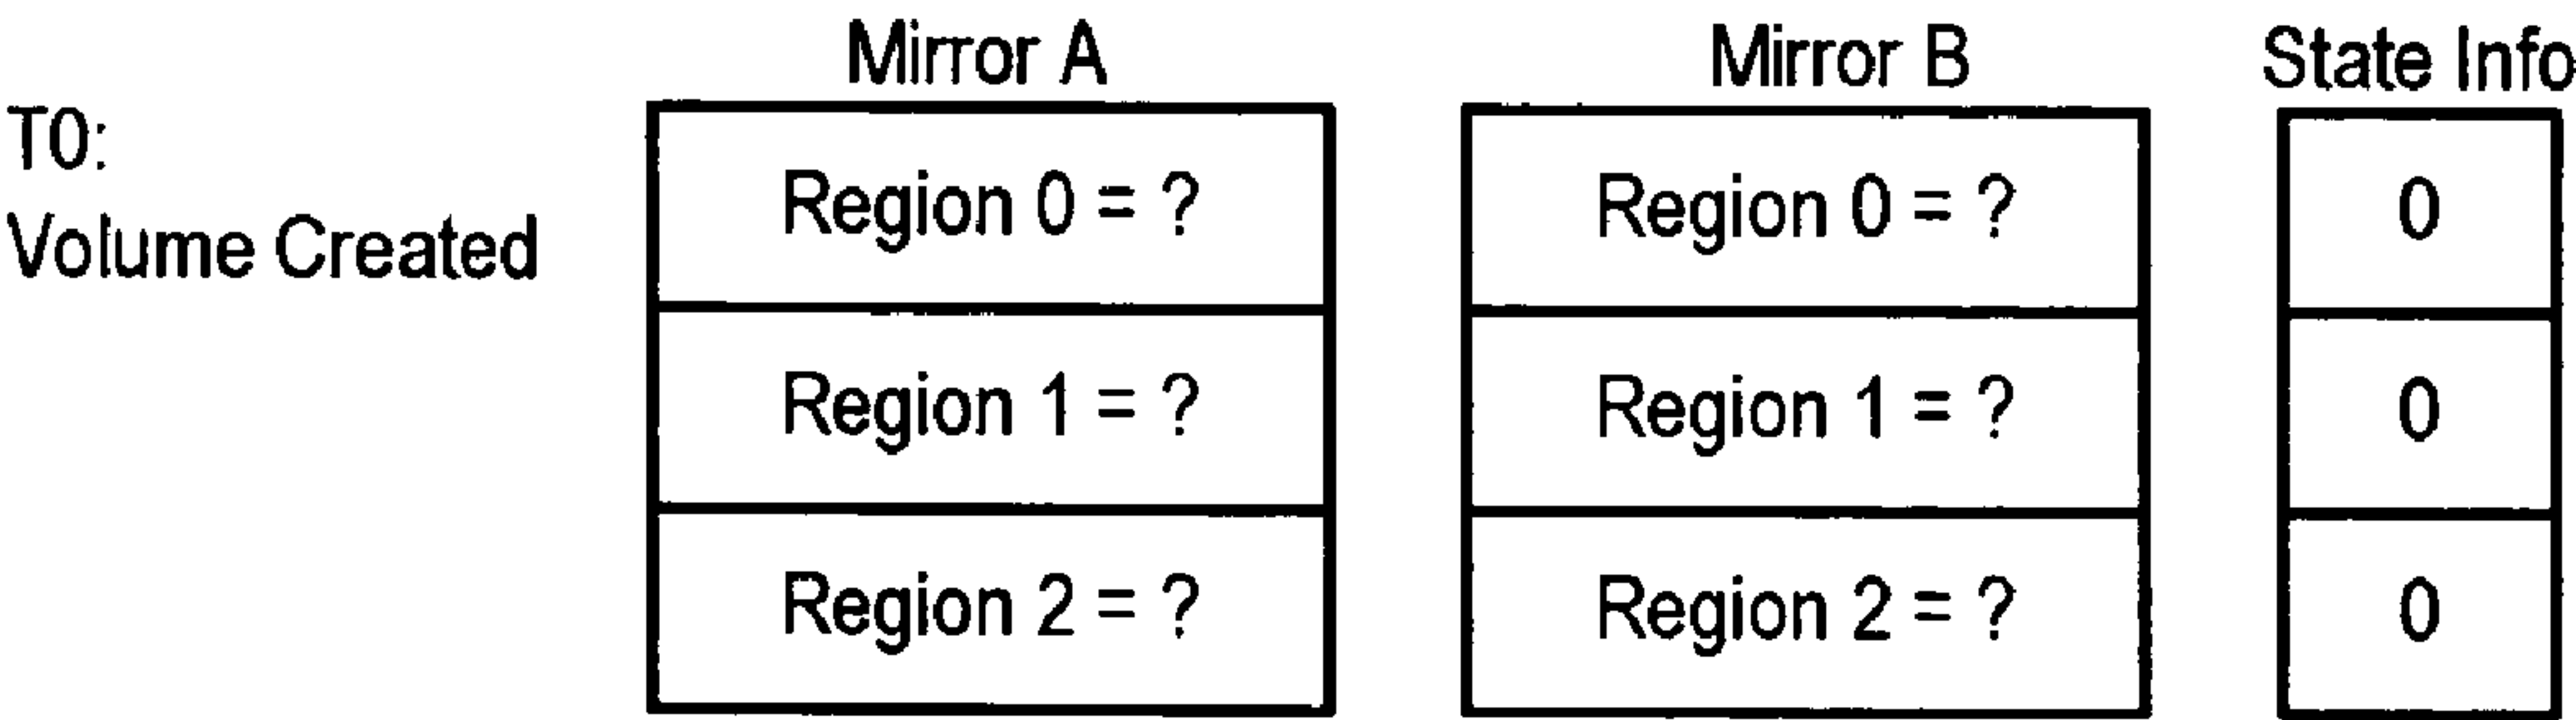 Mirror A Mirror B State Info
T0:
Volume Created
Region 0 = ? Region 0 = ? 0
Region 1 = ? Region 1 = ? 0
Region 2 = ? Region 2 = ? 0